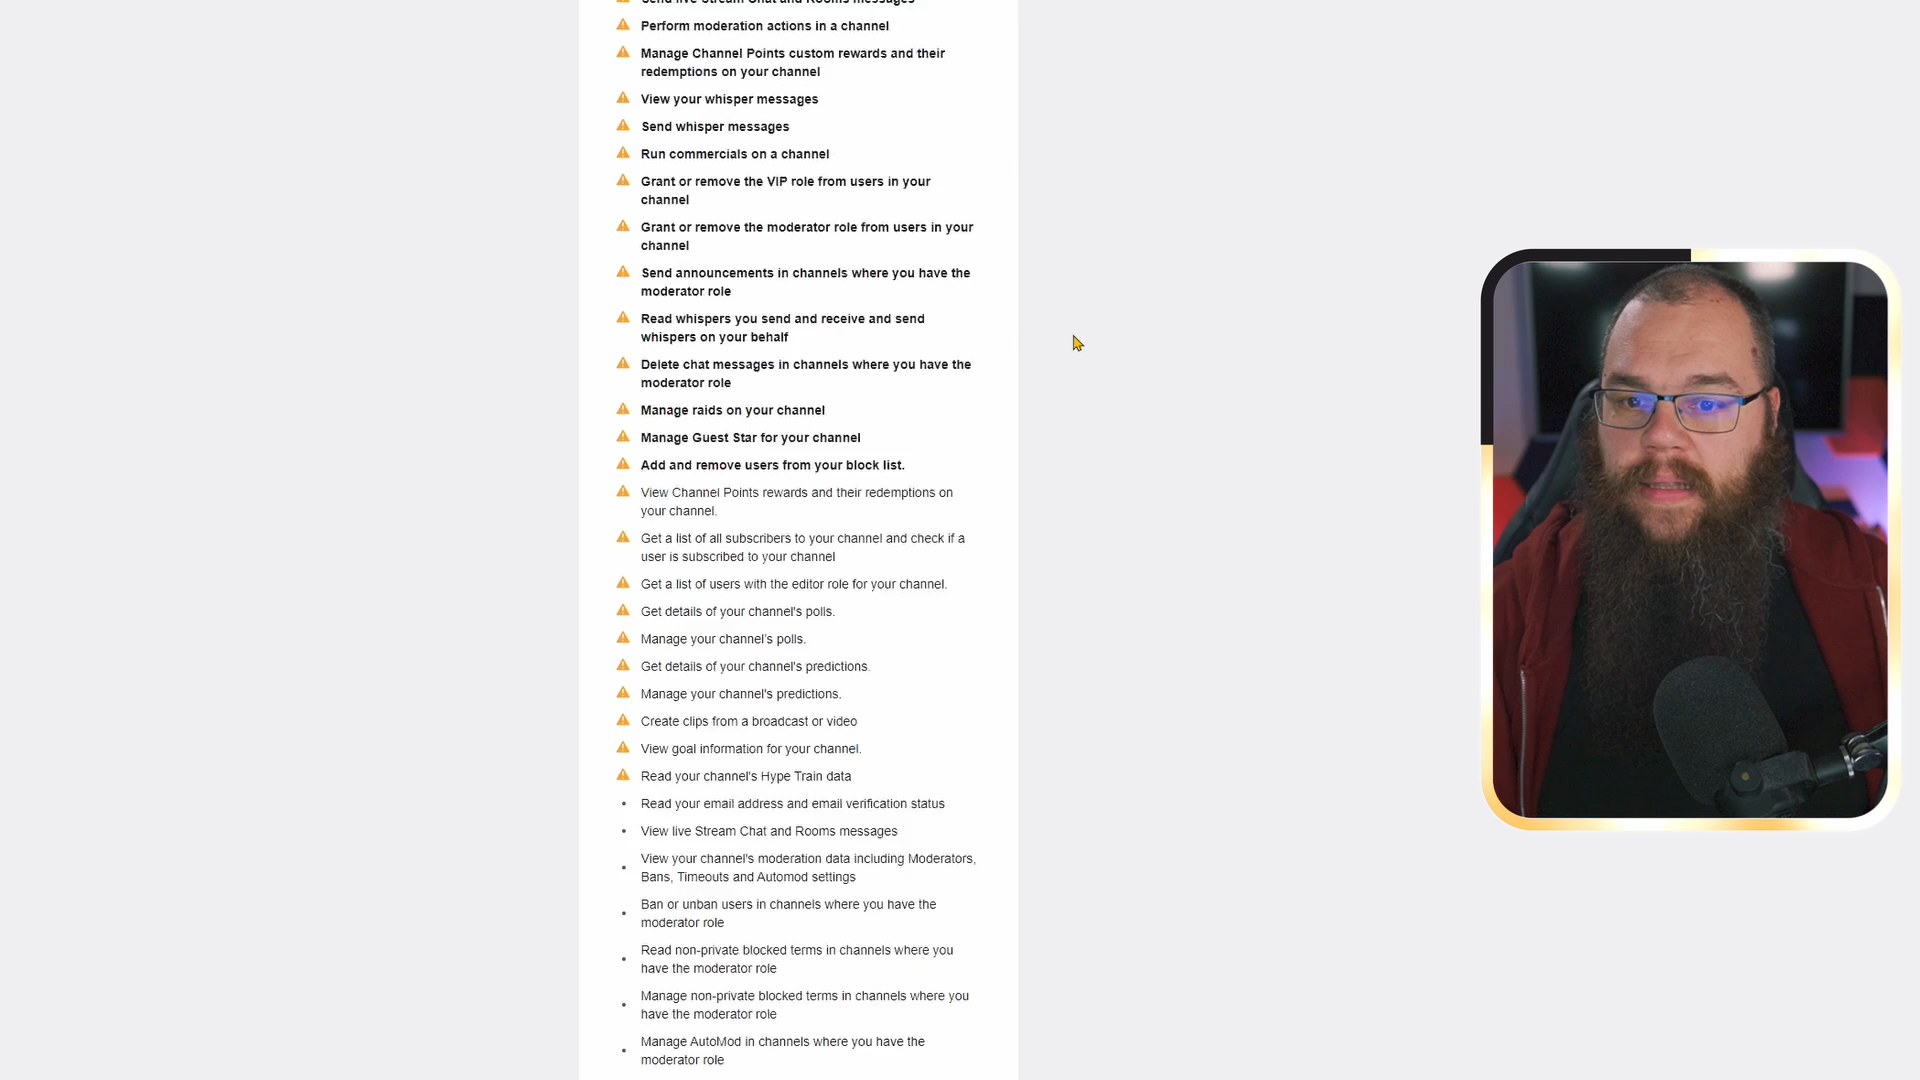 Send live Stream Chat and Rooms messages
Perform moderation actions in a channel
Manage Channel Points custom rewards and their
redemptions on your channel
View your whisper messages
Send whisper messages
Run commercials on a channel
Grant or remove the VIP role from users in your
channel
Grant or remove the moderator role from users in your
channel
Send announcements in channels where you have the
moderator role
Read whispers you send and receive and send
whispers on your behalf
Delete chat messages in channels where you have the
moderator role
Manage raids on your channel
Manage Guest Star for your channel
Add and remove users from your block list.
View Channel Points rewards and their redemptions on
your channel.
Get a list of all subscribers to your channel and check if a
user is subscribed to your channel
Get a list of users with the editor role for your channel.
Get details of your channel's polls.
Manage your channel's polls.
Get details of your channel's predictions.
Manage your channel's predictions.
Create clips from a broadcast or video
View goal information for your channel.
Read your channel's Hype Train data
• Read your email address and email verification status
• View live Stream Chat and Rooms messages
• View your channel's moderation data including Moderators,
Bans, Timeouts and Automod settings
• Ban or unban users in channels where you have the
moderator role
• Read non-private blocked terms in channels where you
have the moderator role
• Manage non-private blocked terms in channels where you
have the moderator role
• Manage AutoMod in channels where you have the
moderator role